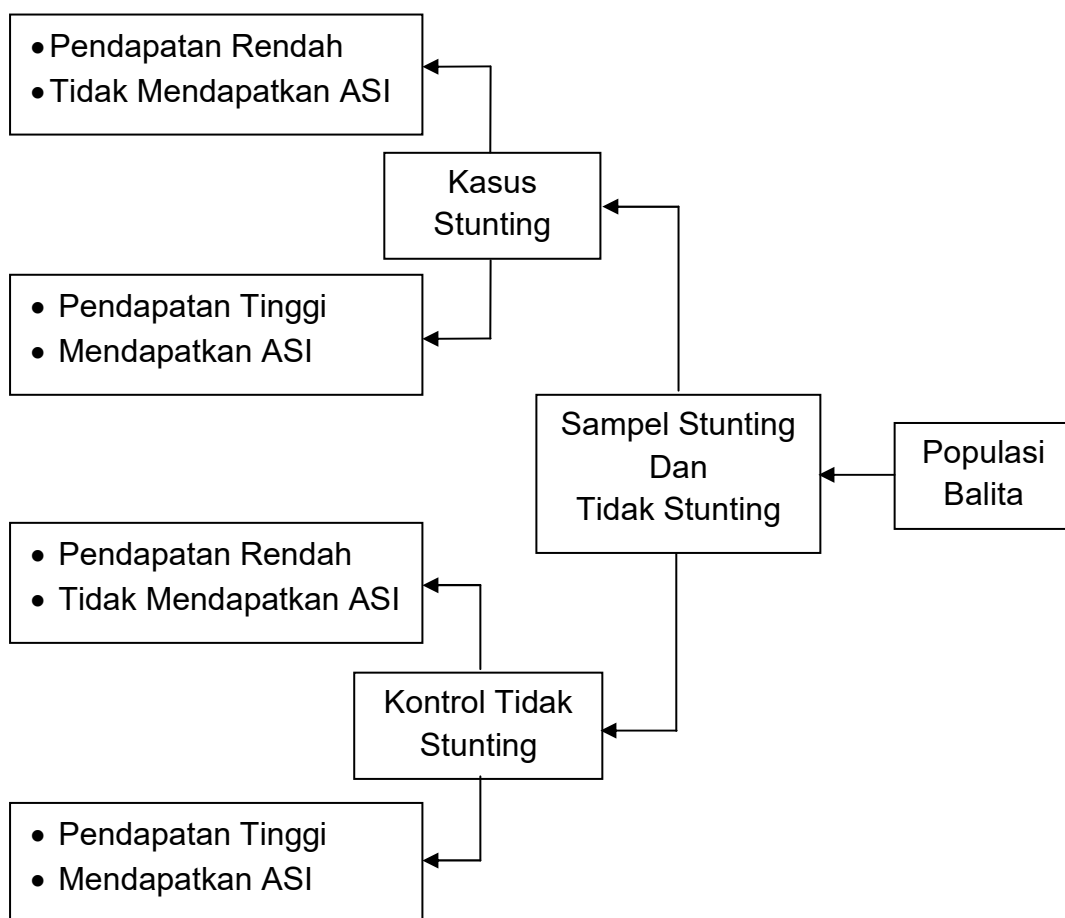 •Pendapatan Rendah
•Tidak Mendapatkan ASI
Kasus
Stunting
• Pendapatan Tinggi
• Mendapatkan ASI
Sampel Stunting
Dan
Tidak Stunting
Populasi
Balita
• Pendapatan Rendah
• Tidak Mendapatkan ASI
Kontrol Tidak
Stunting
• Pendapatan Tinggi
• Mendapatkan ASI